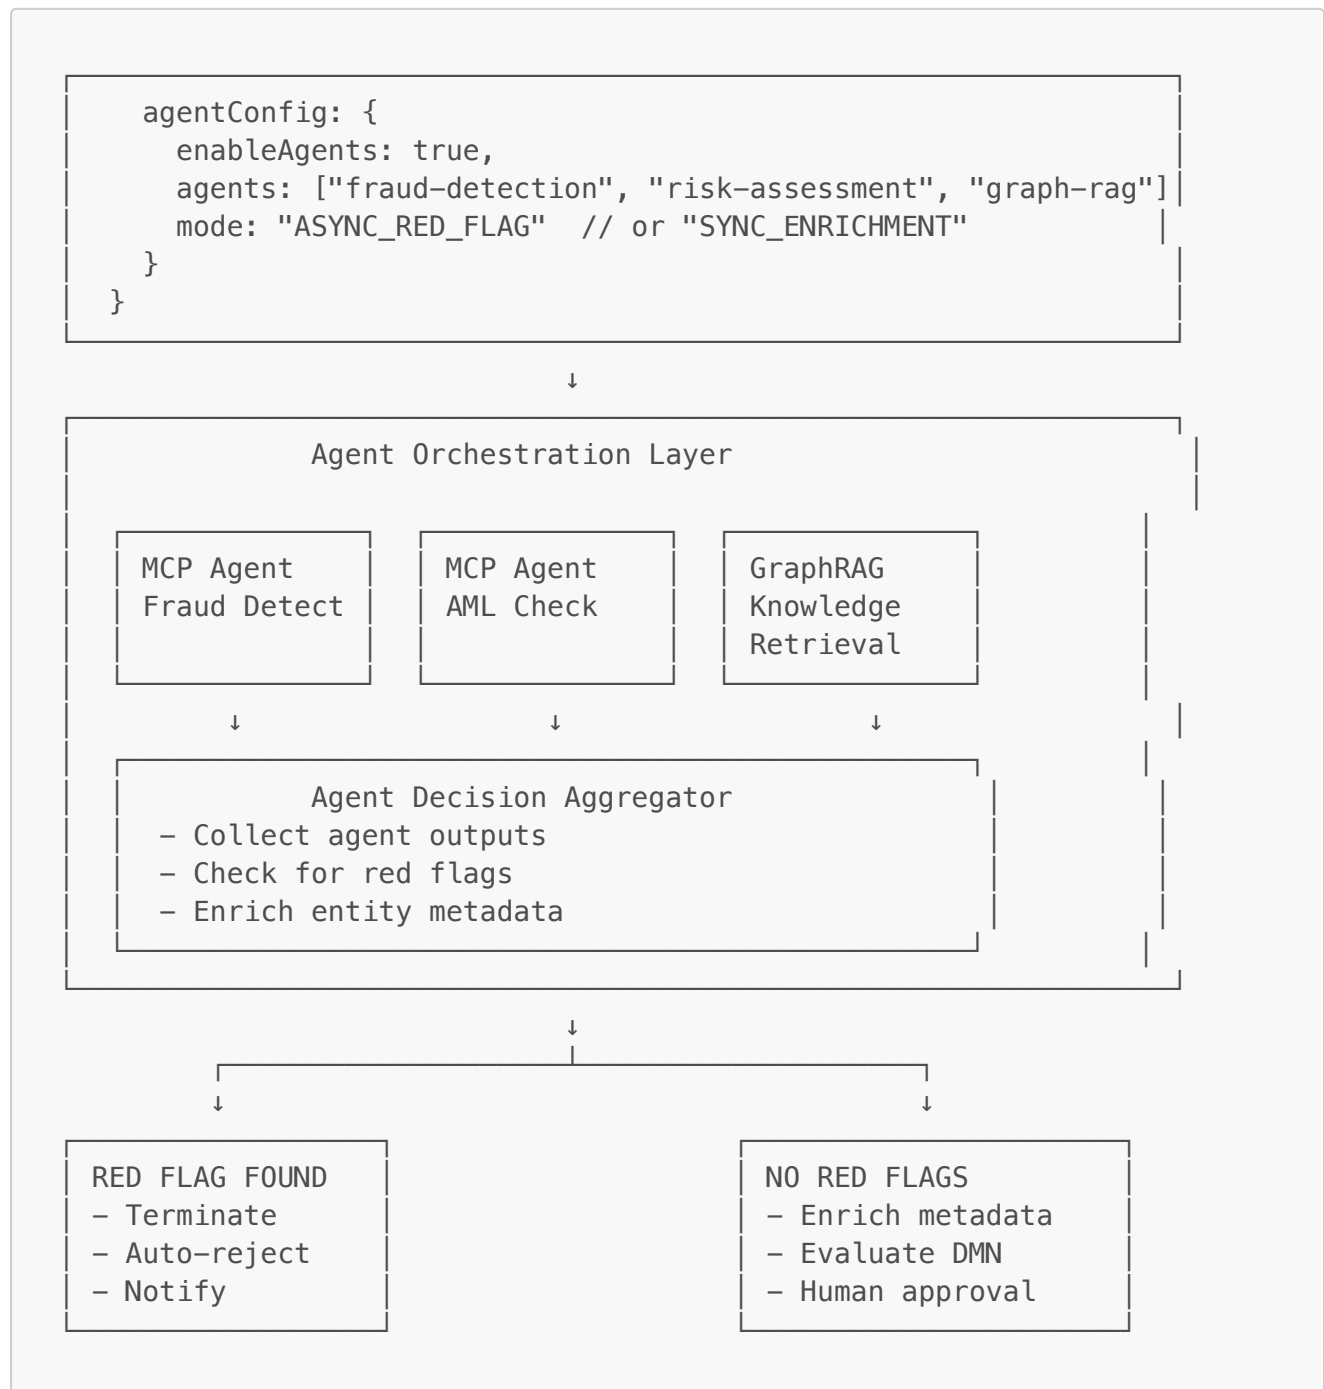 agentConfig: {
enableAgents: true,
agents: ["fraud-detection", "risk-assessment", "graph-rag"]
mode: "ASYNC_RED_FLAG"  // or "SYNC_ENRICHMENT"
}
}
↓
Agent Orchestration Layer
MCP Agent MCP Agent GraphRAG
Fraud Detect AML Check Knowledge
Retrieval
↓ ↓ ↓
Agent Decision Aggregator
- Collect agent outputs
- Check for red flags
- Enrich entity metadata
↓
↓ ↓
RED FLAG FOUND NO RED FLAGS
- Terminate - Enrich metadata
- Auto-reject - Evaluate DMN
- Notify - Human approval